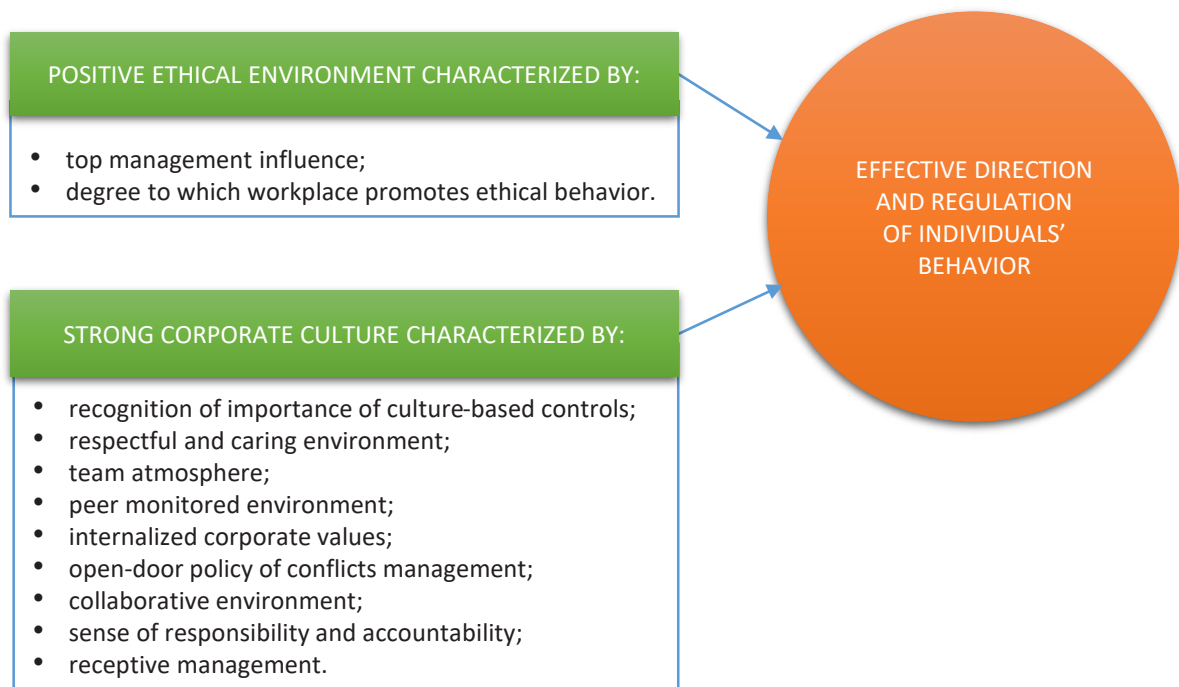 POSITIVE ETHICAL ENVIRONMENT CHARACTERIZED BY:
• top management influence;
• degree to which workplace promotes ethical behavior.
EFFECTIVE DIRECTION
AND REGULATION
OF INDIVIDUALS’
BEHAVIOR
STRONG CORPORATE CULTURE CHARACTERIZED BY:
• recognition of importance of culture-based controls;
• respectful and caring environment;
• team atmosphere;
• peer monitored environment;
• internalized corporate values;
• open-door policy of conflicts management;
• collaborative environment;
• sense of responsibility and accountability;
• receptive management.